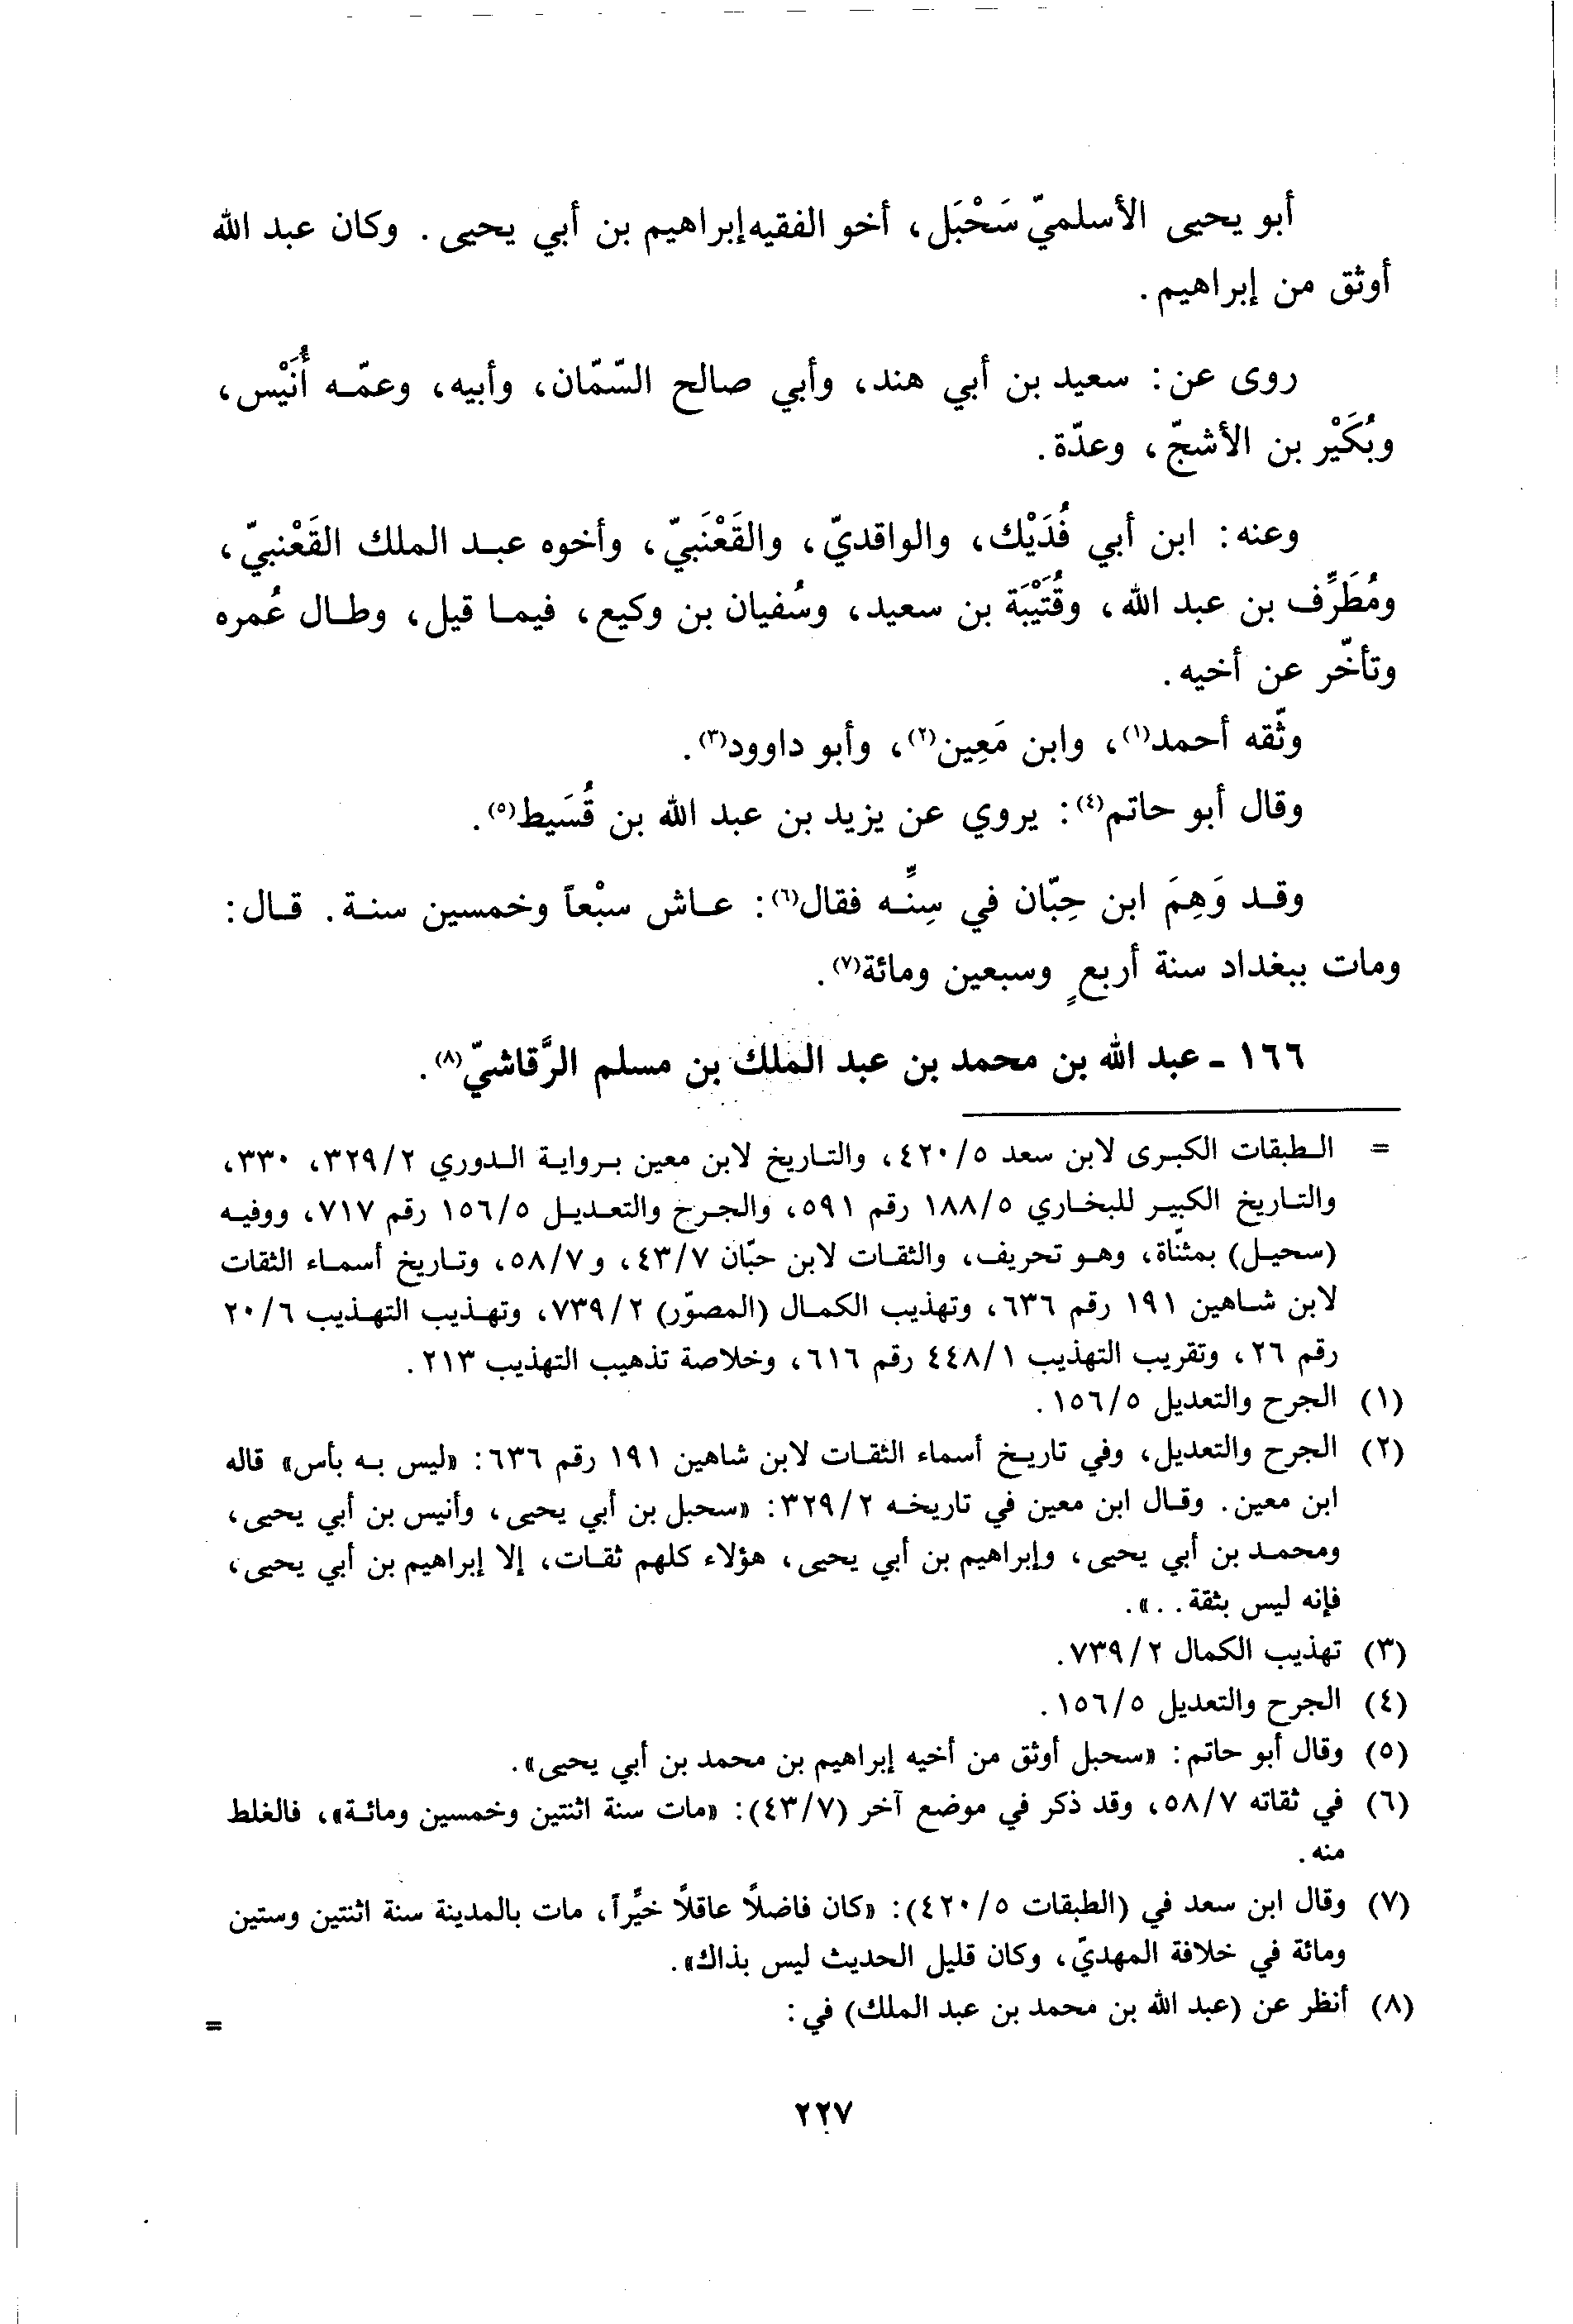 أبو يحيى الأسلميّ سَحْبَل، أخو الفقيه إبراهيم بن أبي يحيى. وكان عبد الله
أوثق من إبراهيم.
روى عن: سعيد بن أبي هند، وأبي صالح السّمّان، وأبيه، وعمّه أُنَيْس،
وبُكَيْر بن الأشجّ، وعدّة.
وعنه: ابن أبي فُدَيْك، والواقديّ، والقَعْنَبيّ، وأخوه عبد الملك القَعْنبيّ،
ومُطَرِّف بن عبد الله، وقُتَيْبَة بن سعيد، وسُفيان بن وكيع، فيما قيل، وطال عُمره
وتأخّر عن أخيه.
وثّقه أحمد(١)، وابن مَعِين(٢)، وأبو داوود(٣).
وقال أبو حاتم(٤): يروي عن يزيد بن عبد الله بن قُسَيط(٥).
وقد وَهِمَ ابن حِبّان في سِنِّه فقال(٦): عاش سبْعاً وخمسين سنة. قال:
ومات ببغداد سنة أربعٍ وسبعين ومائة(٧).
١٦٦ - عبد الله بن محمد بن عبد الملك بن مسلم الرَّقاشيّ(٨).
= الطبقات الكبرى لابن سعد ٥/ ٤٢٠، والتاريخ لابن معين برواية الدوري ٢/ ٣٢٩، ٣٣٠،
والتاريخ الكبير للبخاري ٥/ ١٨٨ رقم ٥٩١، والجرح والتعديل ٥/ ١٥٦ رقم ٧١٧، ووفيه
(سحيل) بمثنّاة، وهو تحريف، والثقات لابن حبّان ٧/ ٤٣، و ٧/ ٥٨، وتاريخ أسماء الثقات
لابن شاهين ١٩١ رقم ٦٣٦، وتهذيب الكمال (المصوّر) ٢/ ٧٣٩، وتهذيب التهذيب ٦/ ٢٠
رقم ٢٦، وتقريب التهذيب ١/ ٤٤٨ رقم ٦١٦، وخلاصة تذهيب التهذيب ٢١٣.
(١) الجرح والتعديل ٥/ ١٥٦.
(٢) الجرح والتعديل، وفي تاريخ أسماء الثقات لابن شاهين ١٩١ رقم ٦٣٦: «ليس به بأس» قاله
ابن معين. وقال ابن معين في تاريخه ٢/ ٣٢٩: «سحبل بن أبي يحيى، وأنيس بن أبي يحيى،
ومحمد بن أبي يحيى، وإبراهيم بن أبي يحيى، هؤلاء كلهم ثقات، إلا إبراهيم بن أبي يحيى،
فإنه ليس بثقة. . ».
(٣) تهذيب الكمال ٢/ ٧٣٩.
(٤) الجرح والتعديل ٥/ ١٥٦.
(٥) وقال أبو حاتم: «سحبل أوثق من أخيه إبراهيم بن محمد بن أبي يحيى».
(٦) في ثقاته ٧/ ٥٨، وقد ذكر في موضع آخر (٧/ ٤٣): «مات سنة اثنتين وخمسين ومائة»، فالغلط
منه.
(٧) وقال ابن سعد في (الطبقات ٥/ ٤٢٠): «كان فاضلاً عاقلاً خيِّراً، مات بالمدينة سنة اثنتين وستين
ومائة في خلافة المهديّ، وكان قليل الحديث ليس بذاك».
(٨) أنظر عن (عبد الله بن محمد بن عبد الملك) في:
=
٢٢٧